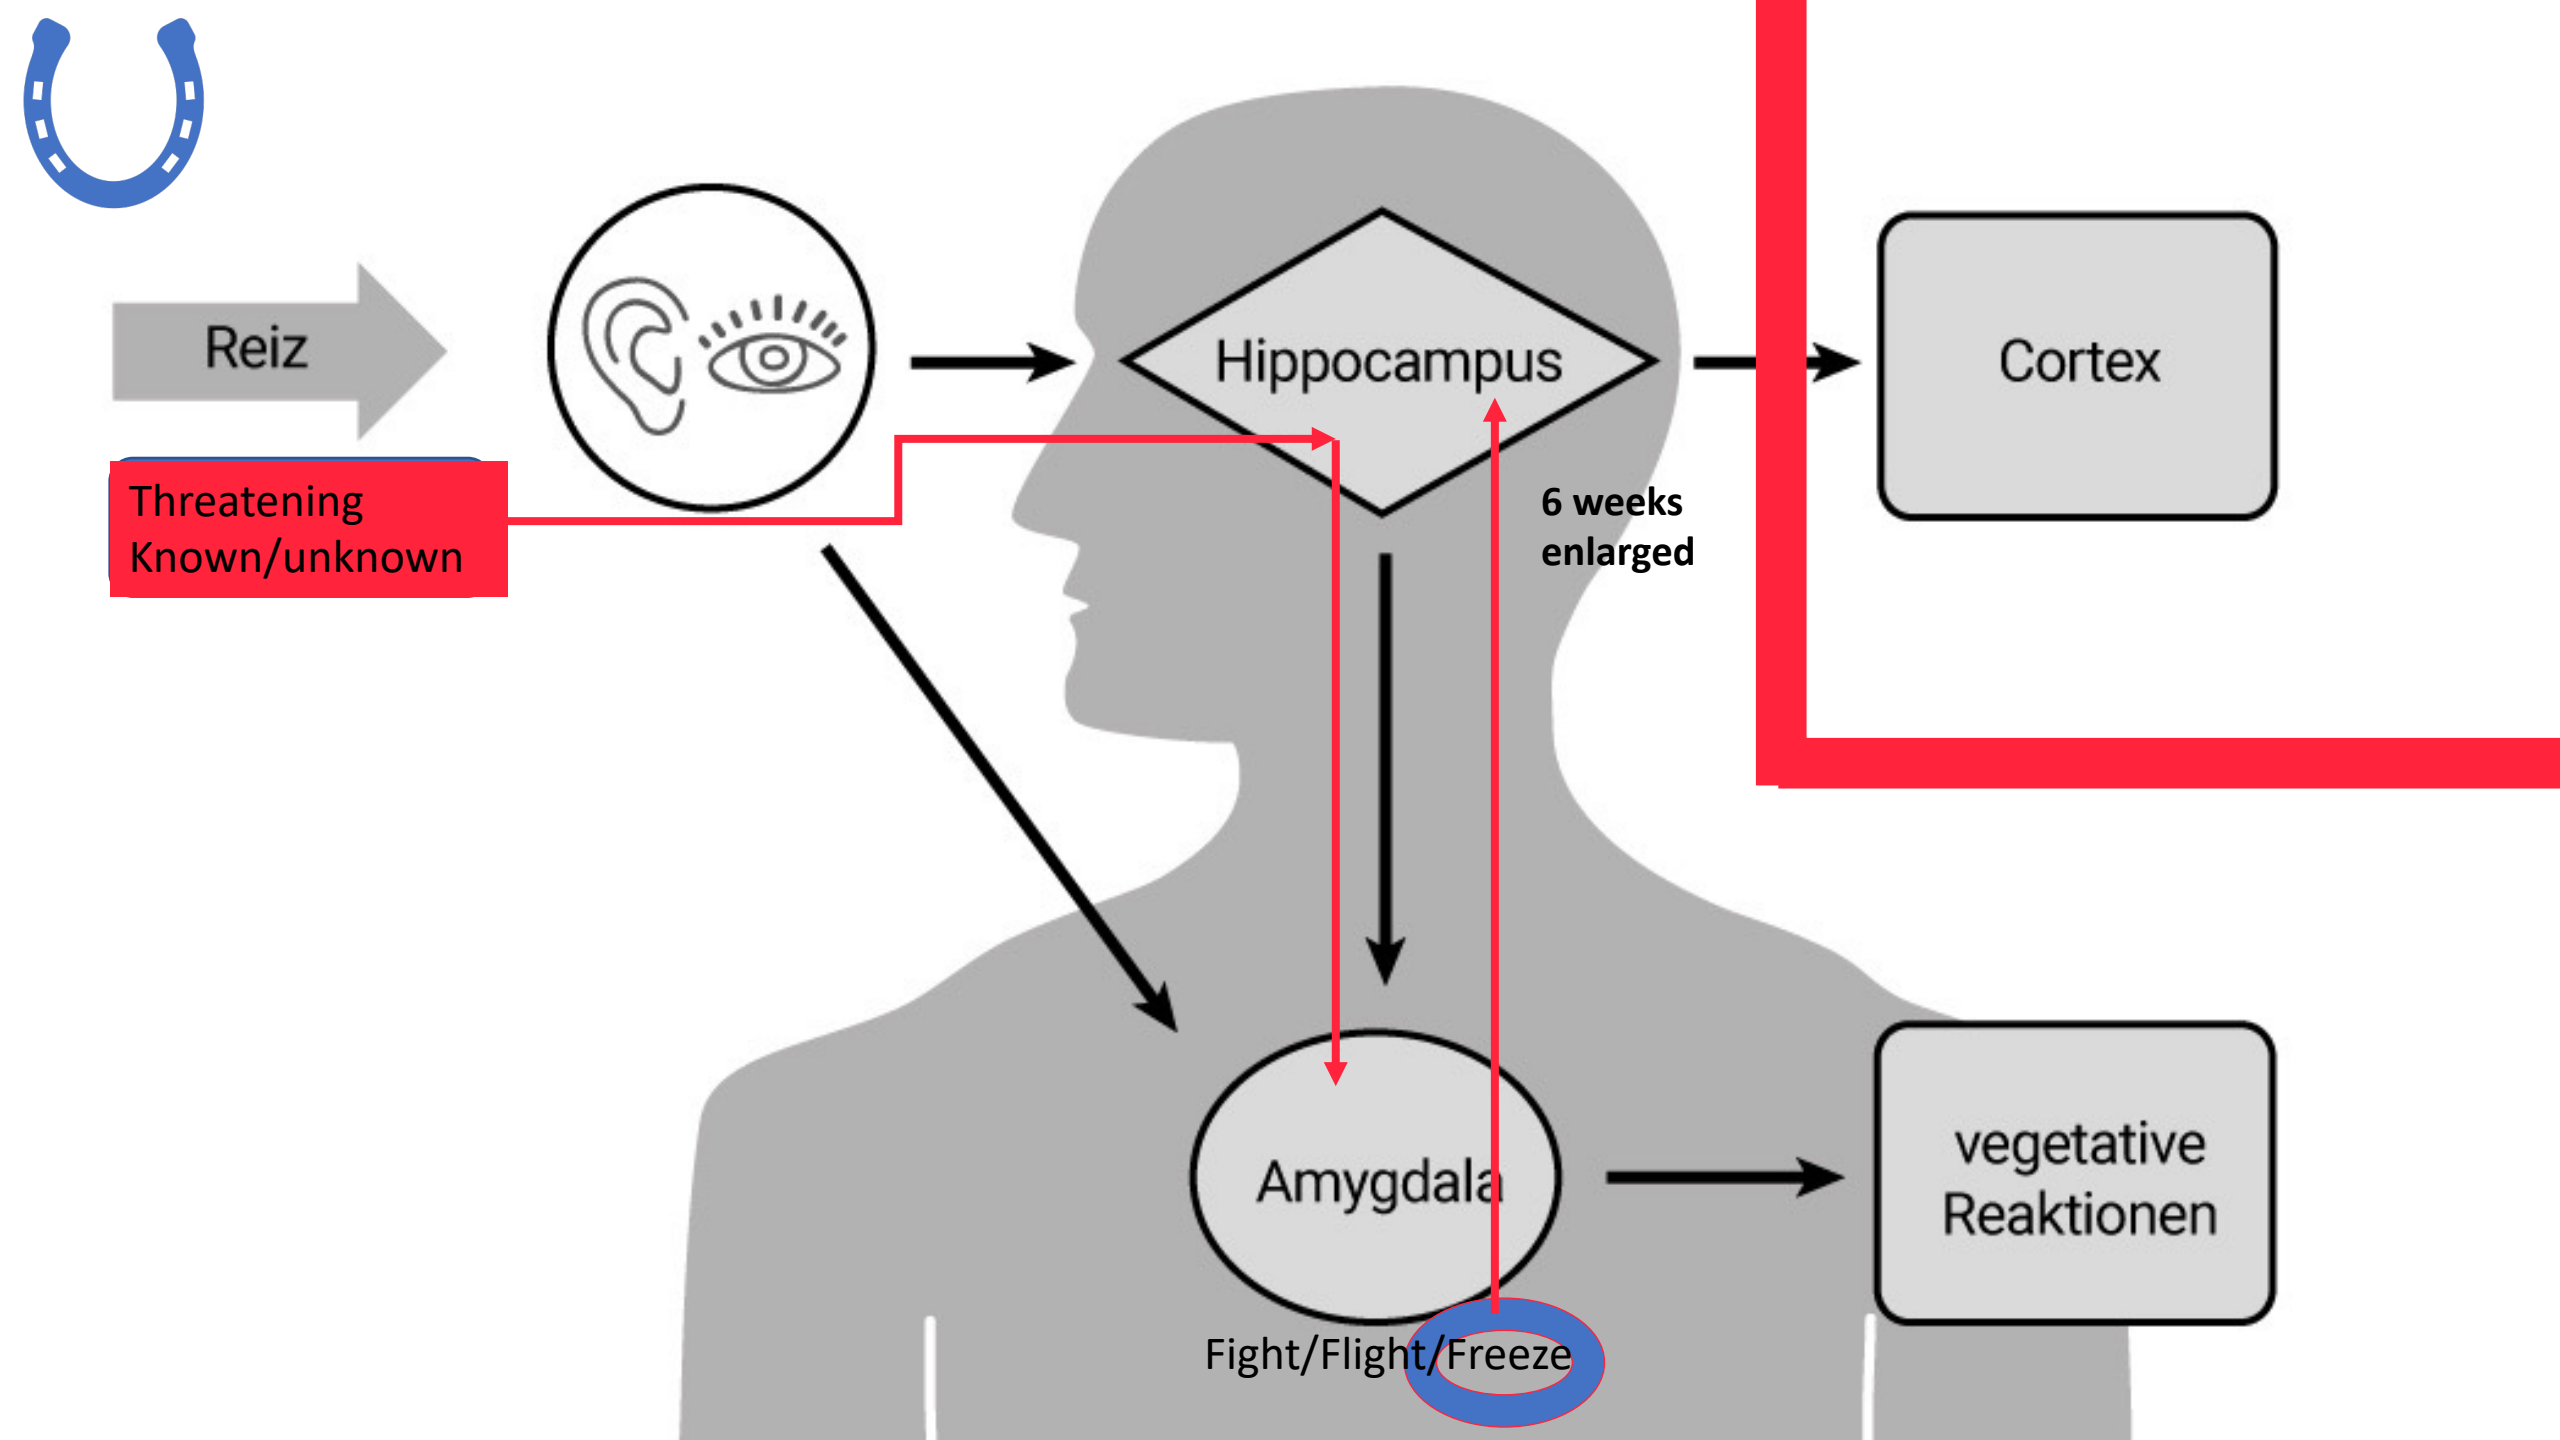 Reiz
Threatening
Known/unknown
Hippocampus
Cortex
6 weeks
enlarged
Amygdala
Fight/Flight/Freeze
vegetative
Reaktionen